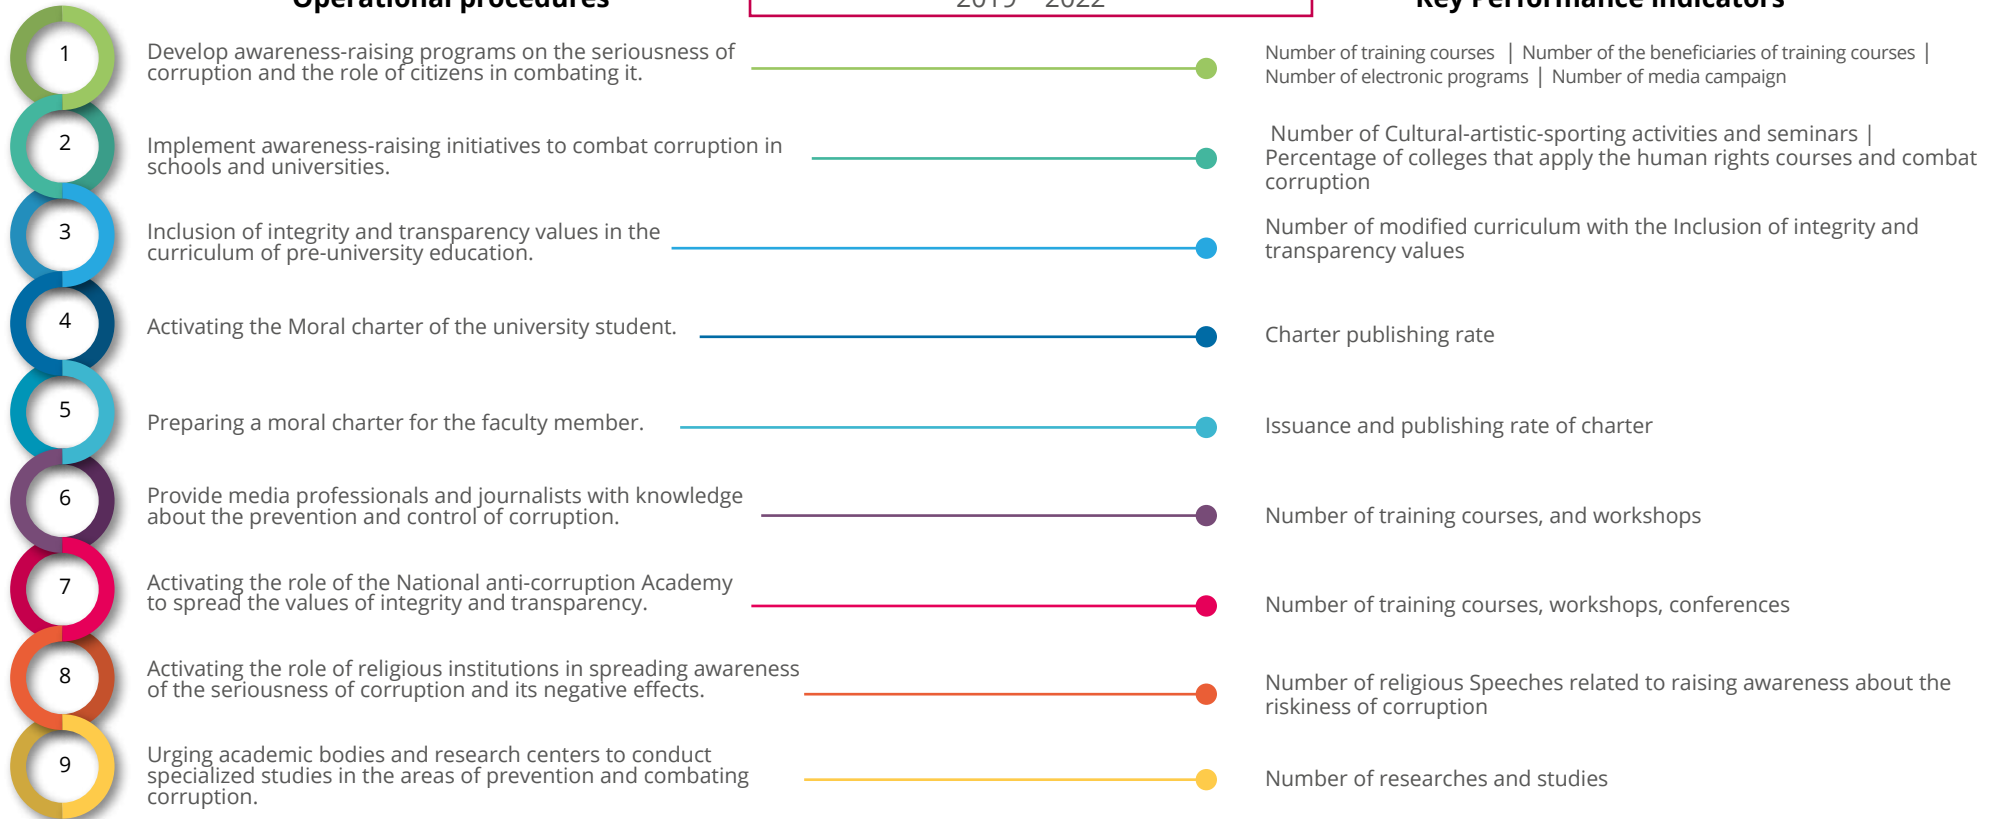 Operational procedures
2019 - 2022
Key Performance Indicators
1
Develop awareness-raising programs on the seriousness of
corruption and the role of citizens in combating it.
Number of training courses | Number of the beneficiaries of training courses |
Number of electronic programs | Number of media campaign
2
Implement awareness-raising initiatives to combat corruption in
schools and universities.
Number of Cultural-artistic-sporting activities and seminars |
Percentage of colleges that apply the human rights courses and combat
corruption
3
Inclusion of integrity and transparency values in the
curriculum of pre-university education.
Number of modified curriculum with the Inclusion of integrity and
transparency values
4
Activating the Moral charter of the university student.
Charter publishing rate
5
Preparing a moral charter for the faculty member.
Issuance and publishing rate of charter
6
Provide media professionals and journalists with knowledge
about the prevention and control of corruption.
Number of training courses, and workshops
7
Activating the role of the National anti-corruption Academy
to spread the values of integrity and transparency.
Number of training courses, workshops, conferences
8
Activating the role of religious institutions in spreading awareness
of the seriousness of corruption and its negative effects.
Number of religious Speeches related to raising awareness about the
riskiness of corruption
9
Urging academic bodies and research centers to conduct
specialized studies in the areas of prevention and combating
corruption.
Number of researches and studies